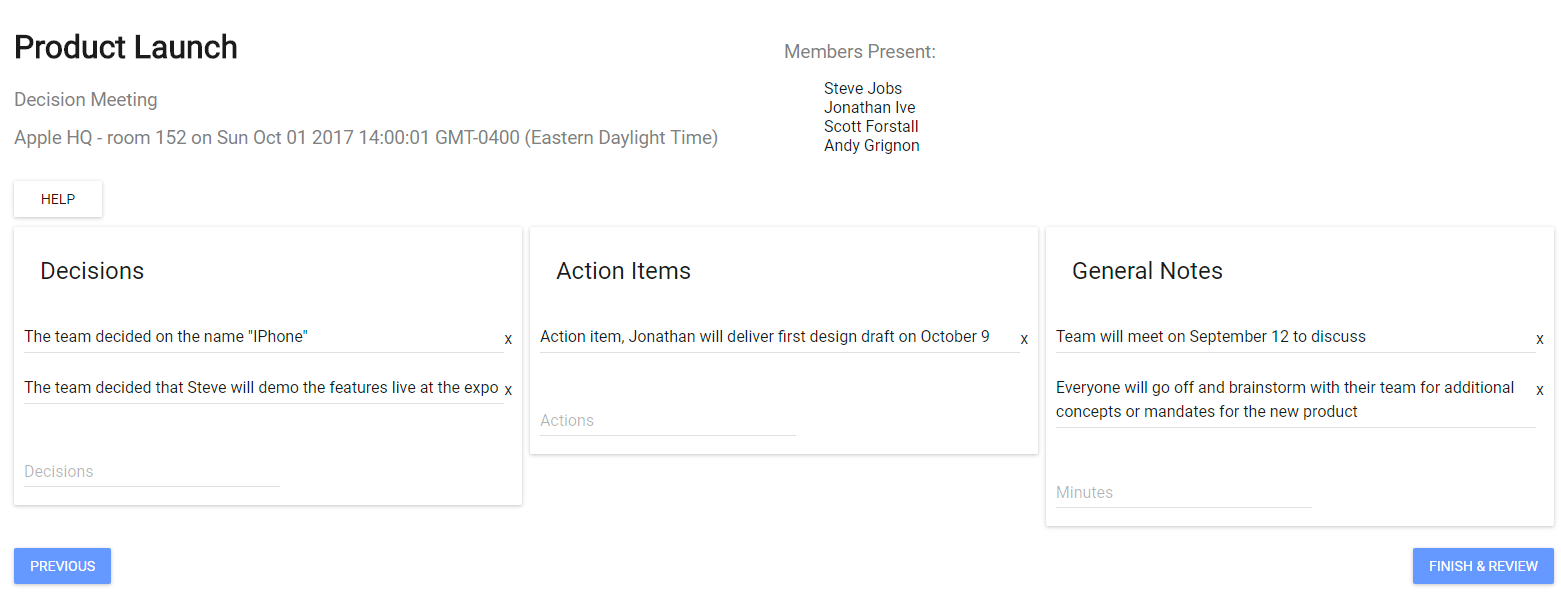 Product Launch
Decision Meeting
Apple HQ - room 152 on Sun Oct 01 2017 14:00:01 GMT-0400 (Eastern Daylight Time)
Members Present:
Steve Jobs
Jonathan Ive
Scott Forstall
Andy Grignon
HELP
Decisions
The team decided on the name "IPhone"
x
The team decided that Steve will demo the features live at the expo
x
Decisions
Action Items
Action item, Jonathan will deliver first design draft on October 9
x
Actions
General Notes
Team will meet on September 12 to discuss
x
Everyone will go off and brainstorm with their team for additional
concepts or mandates for the new product
x
Minutes
PREVIOUS
FINISH & REVIEW